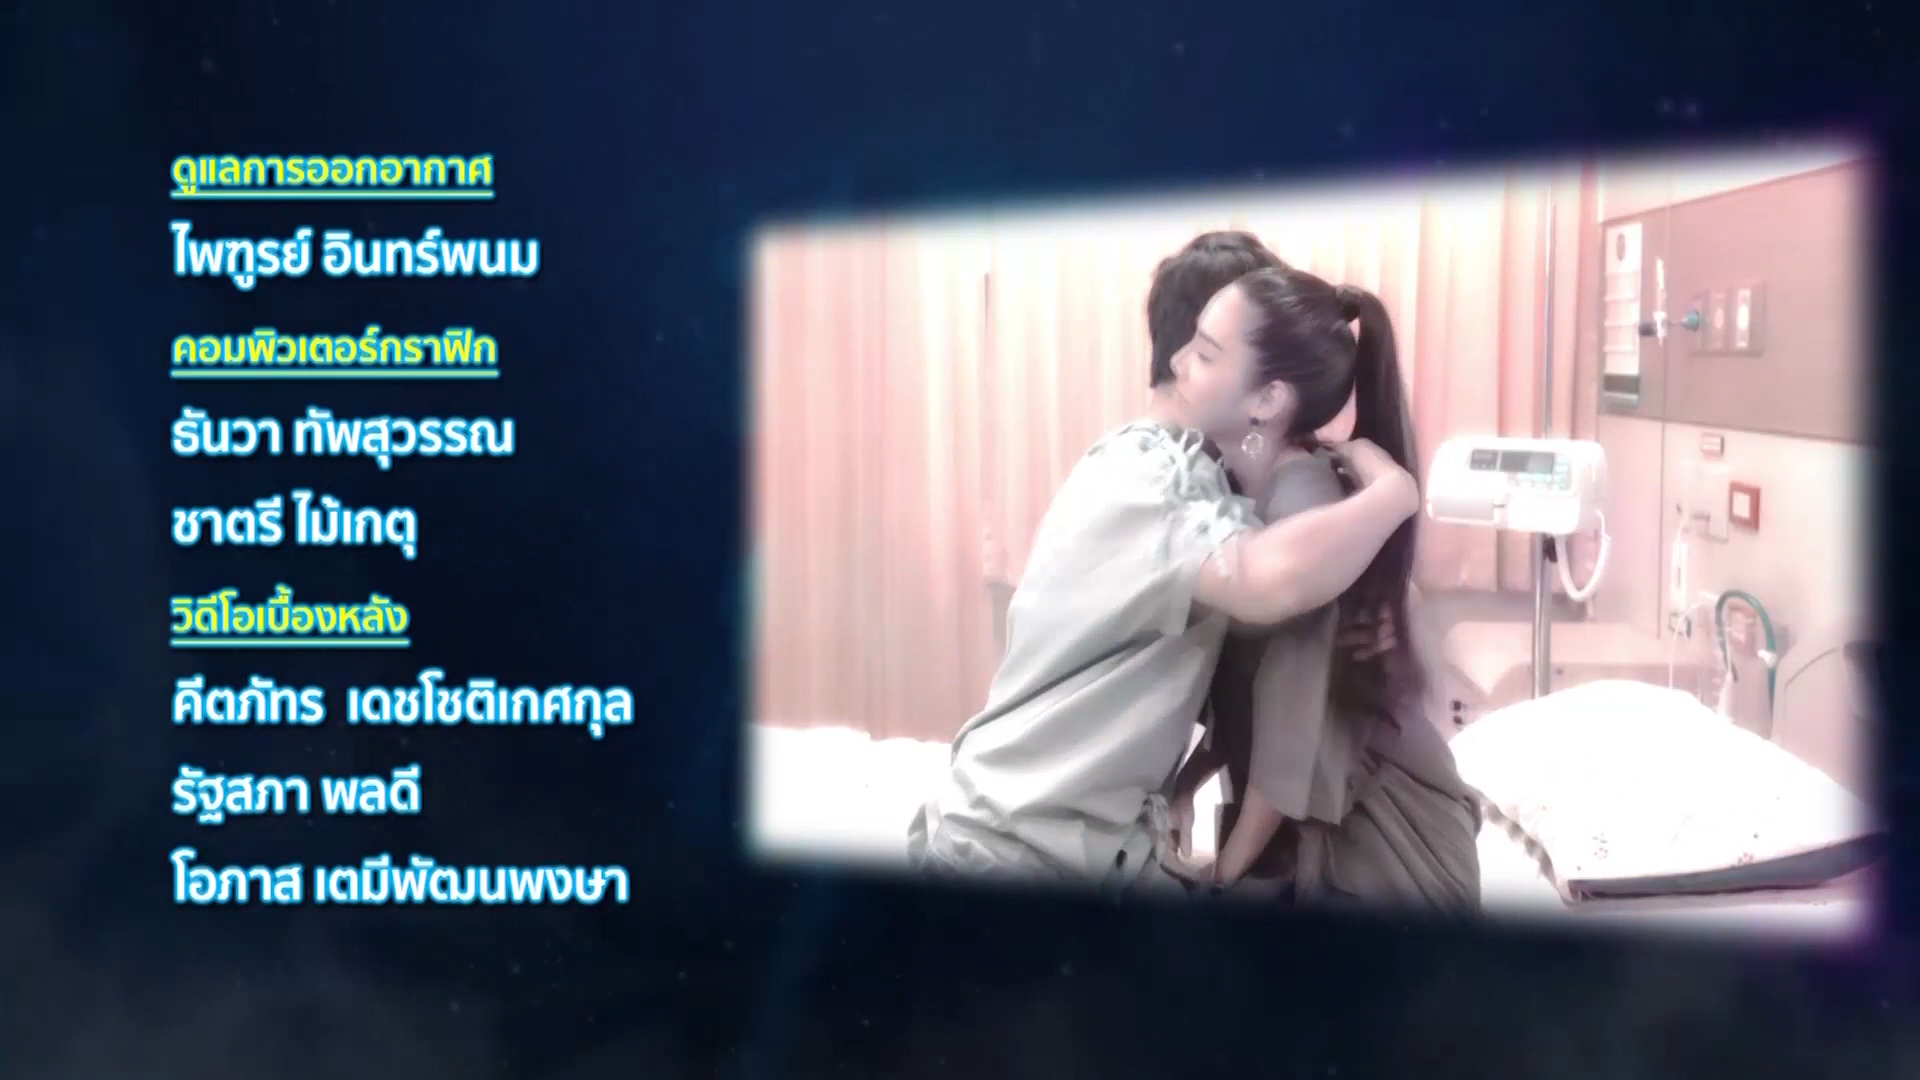 ดูแลการออกอากาศ
ไพฑูรย์ อินทร์พนม
คอมพิวเตอร์กราฟิก
ธันวา ทัพสุวรรณ
ชาตรี ไม้เกตุ
วิดีโอเบื้องหลัง
คีตภัทร เดชโชติเกศกุล
รัฐสภา พลดี
โอภาส เตมีพัฒนพงษา